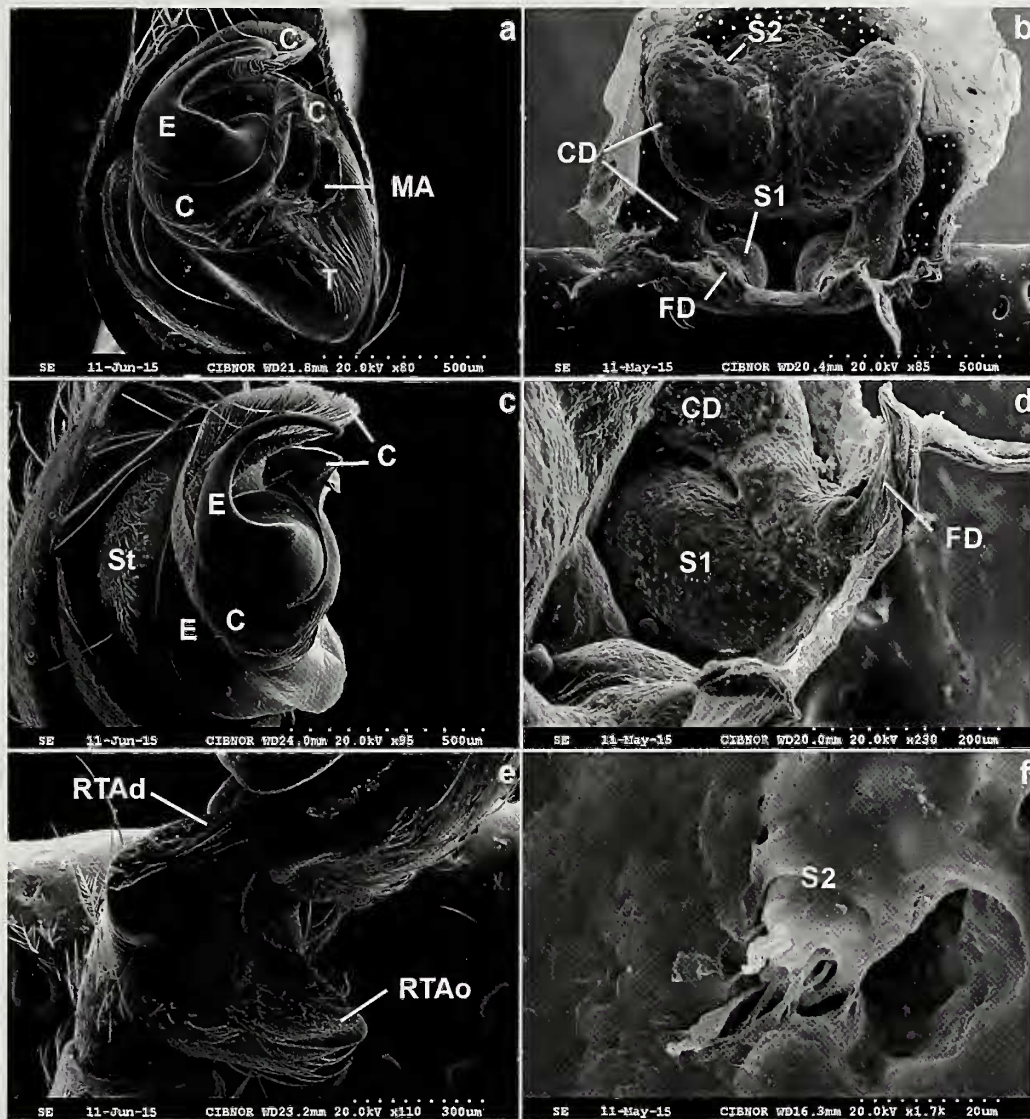 a
C
C
E
MA
C
T
SE 11-Jun-15 CIBNOR WD21.8mm 20.0kV x80 500um
b
S2
CD
S1
FD
SE 11-May-15 CIBNOR WD20.4mm 20.0kV x85 500um
c
C
E
St
E
C
SE 11-Jun-15 CIBNOR WD24.0mm 20.0kV x95 500um
d
CD
FD
S1
SE 11-May-15 CIBNOR WD20.0mm 20.0kV x230 200um
e
RTAd
RTAo
SE 11-Jun-15 CIBNOR WD23.2mm 20.0kV x110 300um
f
S2
SE 11-May-15 CIBNOR WD16.3mm 20.0kV x1.7k 20um